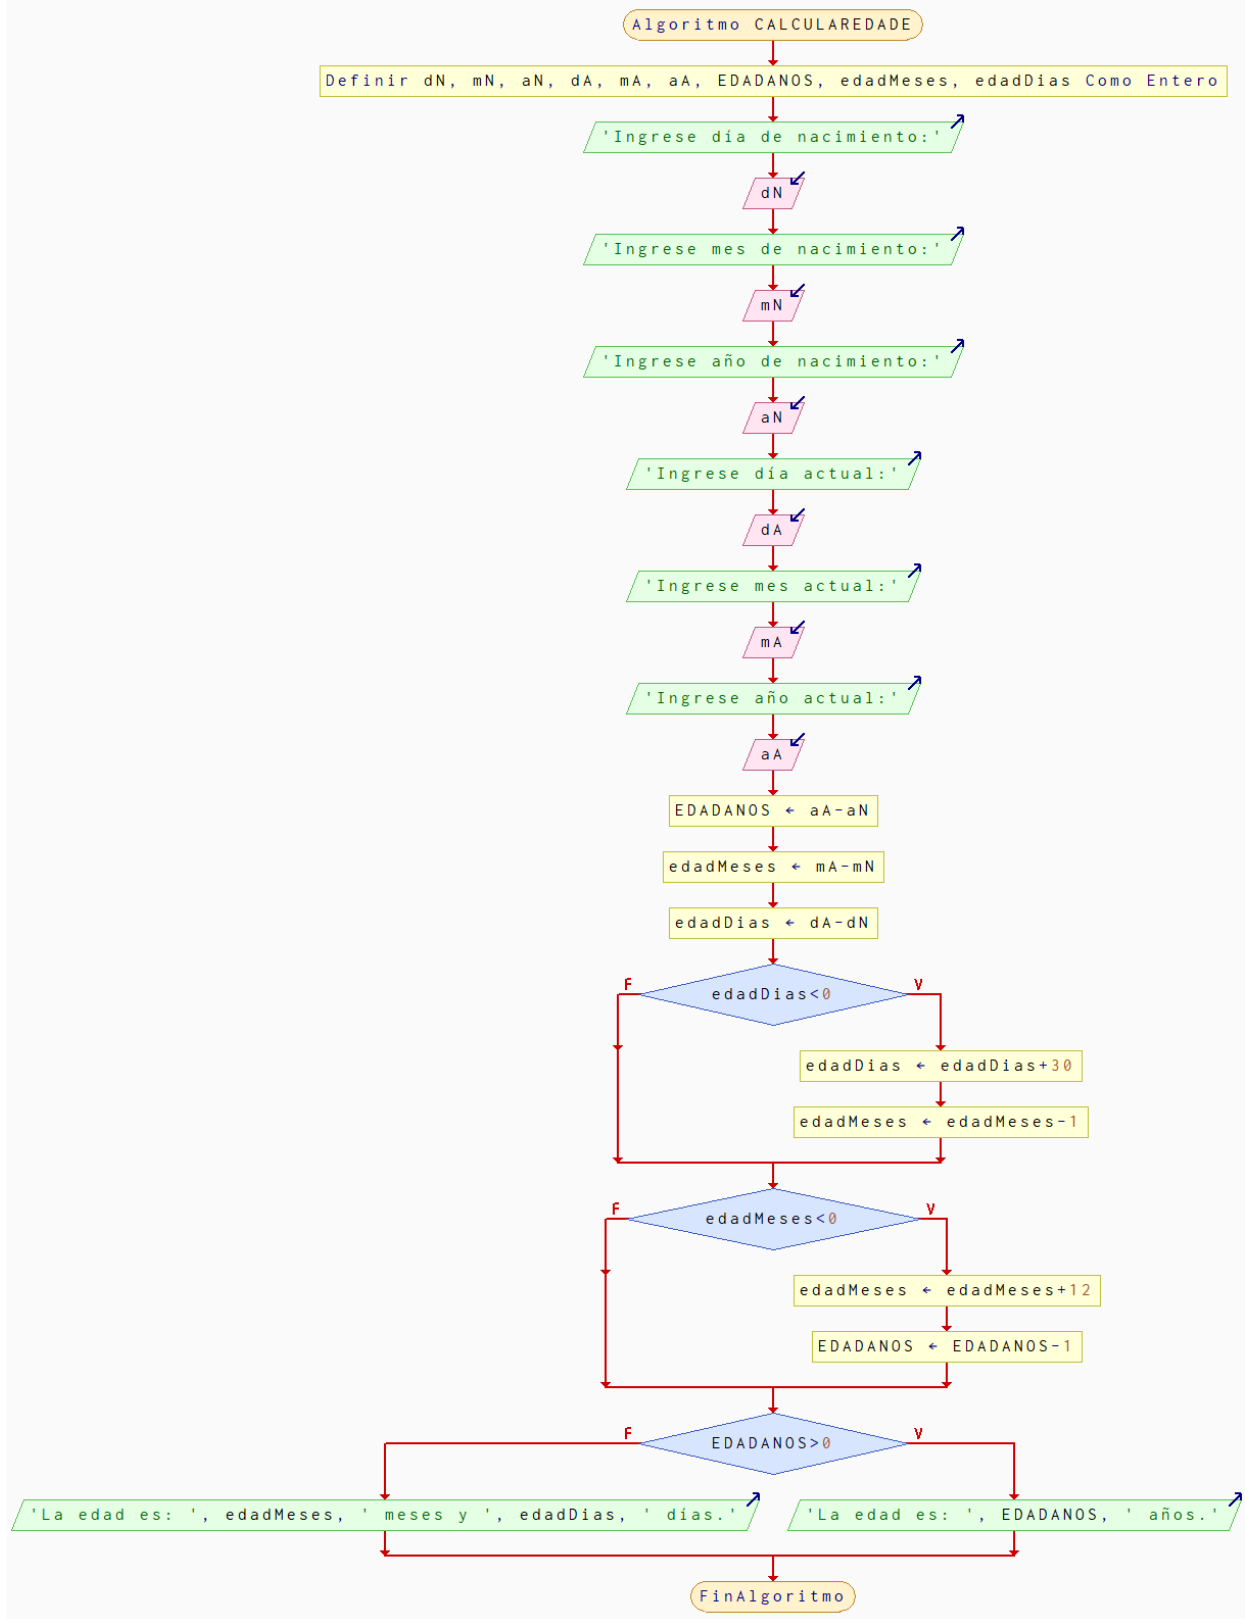 Algoritmo CALCULAREDADE
Definir dN, mN, aN, dA, mA, aA, EDADANOS, edadMeses, edadDias Como Entero
'Ingrese día de nacimiento:'
dN
'Ingrese mes de nacimiento:'
mN
'Ingrese año de nacimiento:'
aN
'Ingrese día actual:'
dA
'Ingrese mes actual:'
mA
'Ingrese año actual:'
aA
EDADANOS ← aA-aN
edadMeses ← mA-mN
edadDias ← dA-dN
F
edadDias<0
V
edadDias ← edadDias+30
edadMeses ← edadMeses-1
F
edadMeses<0
V
edadMeses ← edadMeses+12
EDADANOS ← EDADANOS-1
F
EDADANOS>0
V
'La edad es: ', edadMeses, ' meses y ', edadDias, ' días.'
'La edad es: ', EDADANOS, ' años.'
FinAlgoritmo